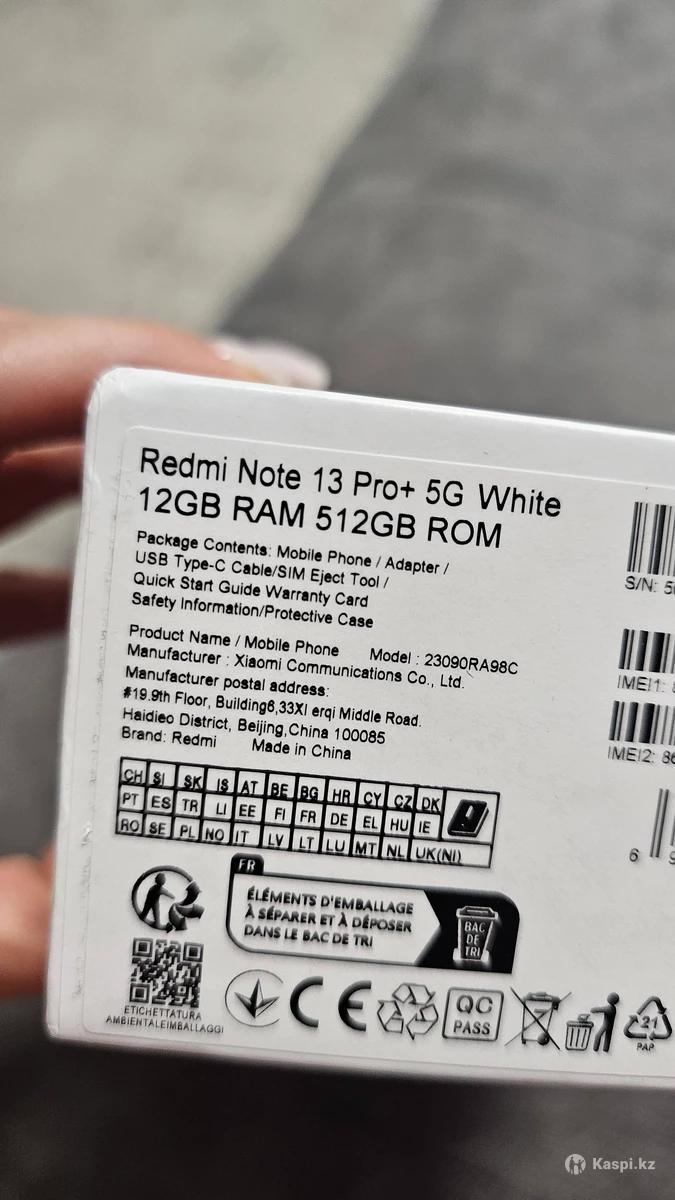 Redmi Note 13 Pro+ 5G White
12GB RAM 512GB ROM
Package Contents: Mobile Phone / Adapter /
USB Type-C Cable/SIM Eject Tool /
Quick Start Guide Warranty Card
Safety Information/Protective Case
Product Name / Mobile Phone Model : 23090RA98C
Manufacturer : Xiaomi Communications Co., Ltd.
Manufacturer postal address:
#19.9th Floor, Building6,33XI erqi Middle Road.
Haidieo District, Beijing,China 100085
Brand: Redmi Made in China
S/N: 5
IMEI1:
IMEI2: 86
6 9
CH SI SK IS AT BE BG HR CY CZ DK
PT ES TR LI EE FI FR DE EL HU IE
RO SE PL NO IT LV LT LU MT NL UK(NI)
FR
ÉLÉMENTS D'EMBALLAGE
À SÉPARER ET À DÉPOSER
DANS LE BAC DE TRI
BAC
DE
TRI
ETICHETTATURA
AMBIENTALEIMBALLAGGI
CE
QC
PASS
21
PAP
Kaspi.kz